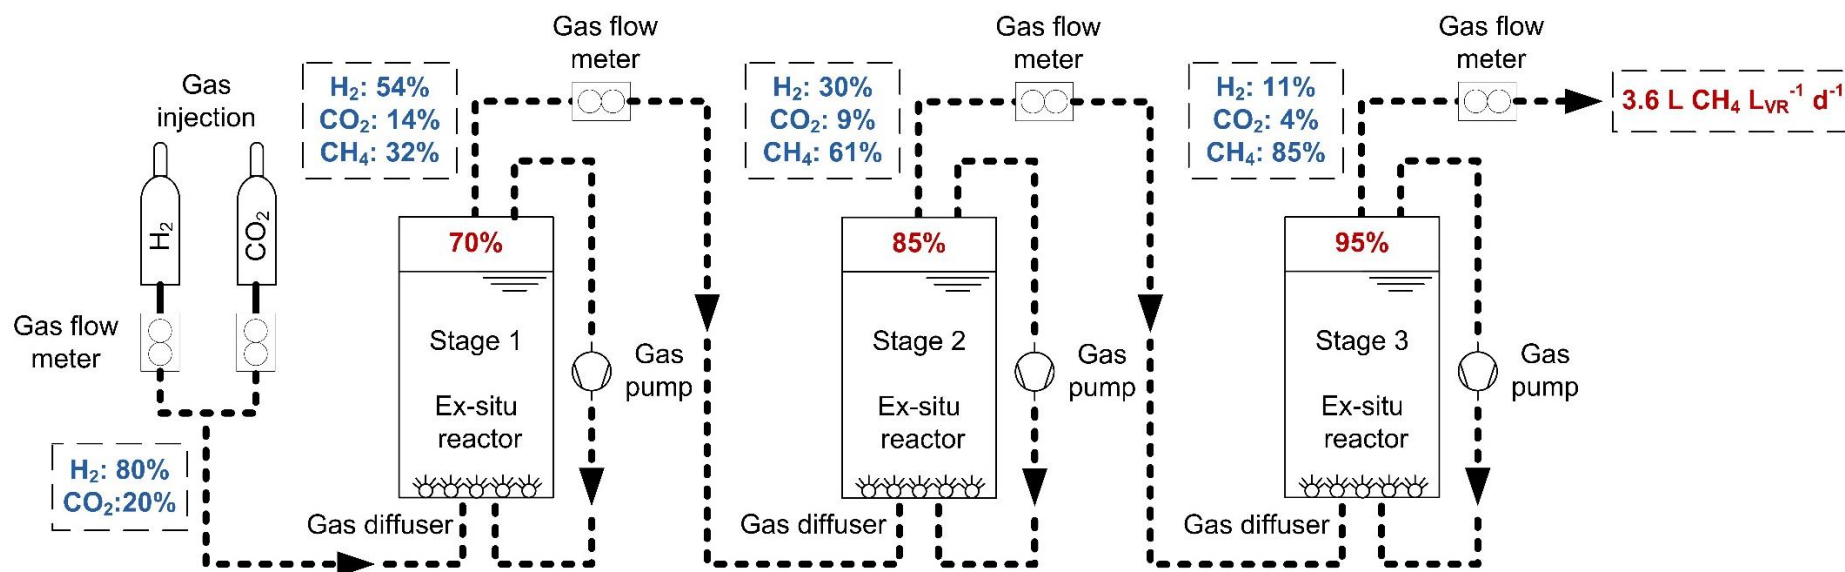 Gas
injection
H₂
CO₂
Gas flow
meter
H₂: 80%
CO₂:20%
H₂: 54%
CO₂: 14%
CH₄: 32%
Gas flow
meter
70%
Stage 1
Ex-situ
reactor
Gas
pump
Gas diffuser
H₂: 30%
CO₂: 9%
CH₄: 61%
Gas flow
meter
85%
Stage 2
Ex-situ
reactor
Gas
pump
Gas diffuser
H₂: 11%
CO₂: 4%
CH₄: 85%
Gas flow
meter
95%
Stage 3
Ex-situ
reactor
Gas
pump
Gas diffuser
3.6 L CH₄ L_VR⁻¹ d⁻¹